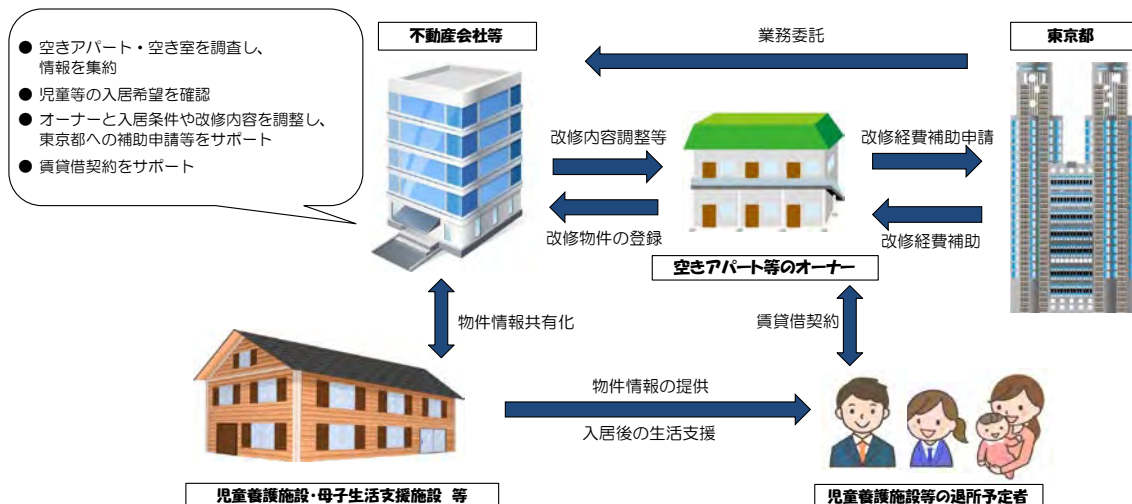 不動産会社等
業務委託
東京都
● 空きアパート・空き室を調査し、
情報を集約
● 児童等の入居希望を確認
● オーナーと入居条件や改修内容を調整し、
東京都への補助申請等をサポート
● 賃貸借契約をサポート
改修内容調整等
改修経費補助申請
改修物件の登録
改修経費補助
空きアパート等のオーナー
物件情報共有化
賃貸借契約
物件情報の提供
入居後の生活支援
児童養護施設・母子生活支援施設 等
児童養護施設等の退所予定者